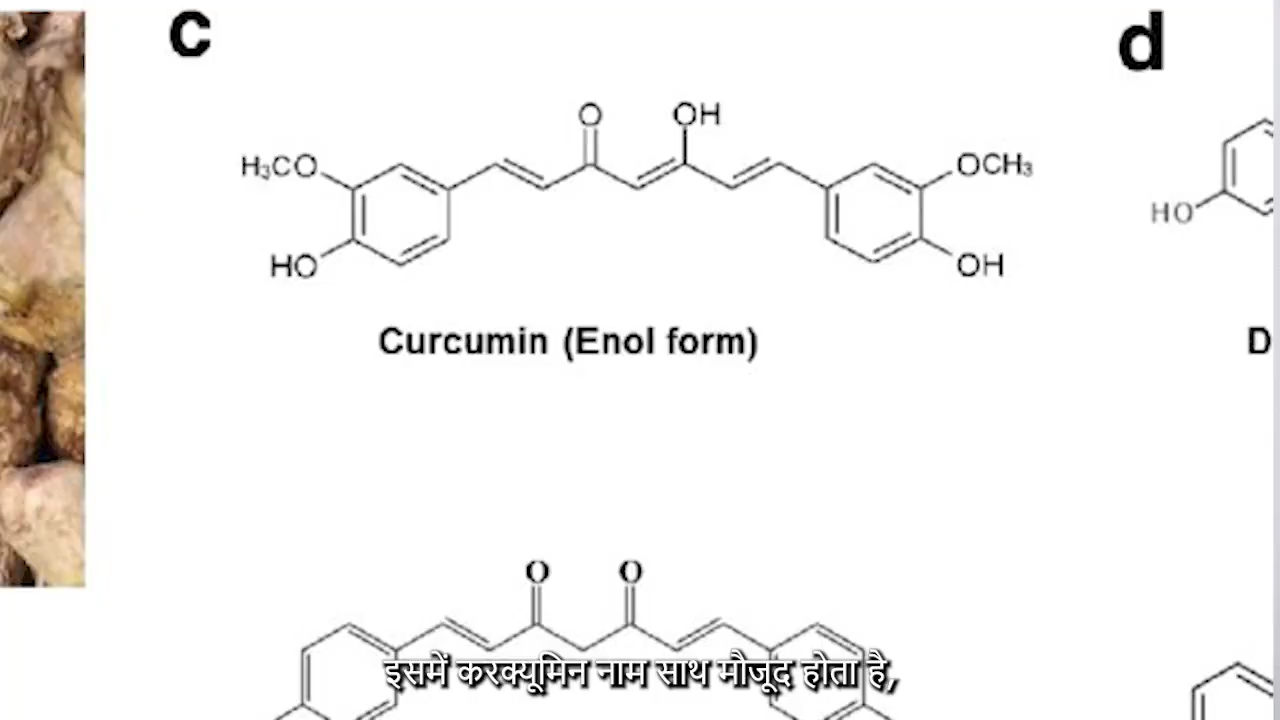 c
d
O
OH
H₃CO
OCH₃
HO
OH
HO
Curcumin (Enol form)
D
O
O
इसमें करक्यूमिन नाम साथ मौजूद होता है,